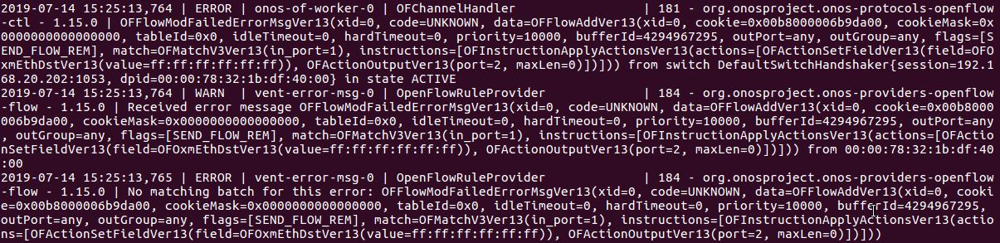 2019-07-14 15:25:13,764 | ERROR | onos-of-worker-0 | OFChannelHandler                 | 181 - org.onosproject.onos-protocols-openflow
-ctl - 1.15.0 | OFFlowModFailedErrorMsgVer13(xid=0, code=UNKNOWN, data=OFFlowAddVer13(xid=0, cookie=0x00b8000006b9da00, cookieMask=0x
0000000000000000, tableId=0x0, idleTimeout=0, hardTimeout=0, priority=10000, bufferId=4294967295, outPort=any, outGroup=any, flags=[S
END_FLOW_REM], match=OFMatchV3Ver13(in_port=1), instructions=[OFInstructionApplyActionsVer13(actions=[OFActionSetFieldVer13(field=OFO
xmEthDstVer13(value=ff:ff:ff:ff:ff:ff)), OFActionOutputVer13(port=2, maxLen=0)])])) from switch DefaultSwitchHandshaker{session=192.1
68.20.202:1053, dpid=00:00:78:32:1b:df:40:00} in state ACTIVE
2019-07-14 15:25:13,764 | WARN  | vent-error-msg-0 | OpenFlowRuleProvider             | 184 - org.onosproject.onos-providers-openflow
-flow - 1.15.0 | Received error message OFFlowModFailedErrorMsgVer13(xid=0, code=UNKNOWN, data=OFFlowAddVer13(xid=0, cookie=0x00b8000
006b9da00, cookieMask=0x0000000000000000, tableId=0x0, idleTimeout=0, hardTimeout=0, priority=10000, bufferId=4294967295, outPort=any
, outGroup=any, flags=[SEND_FLOW_REM], match=OFMatchV3Ver13(in_port=1), instructions=[OFInstructionApplyActionsVer13(actions=[OFActio
nSetFieldVer13(field=OFOxmEthDstVer13(value=ff:ff:ff:ff:ff:ff)), OFActionOutputVer13(port=2, maxLen=0)])])) from 00:00:78:32:1b:df:40
:00
2019-07-14 15:25:13,765 | ERROR | vent-error-msg-0 | OpenFlowRuleProvider             | 184 - org.onosproject.onos-providers-openflow
-flow - 1.15.0 | No matching batch for this error: OFFlowModFailedErrorMsgVer13(xid=0, code=UNKNOWN, data=OFFlowAddVer13(xid=0, cooki
e=0x00b8000006b9da00, cookieMask=0x0000000000000000, tableId=0x0, idleTimeout=0, hardTimeout=0, priority=10000, bufferId=4294967295, 
outPort=any, outGroup=any, flags=[SEND_FLOW_REM], match=OFMatchV3Ver13(in_port=1), instructions=[OFInstructionApplyActionsVer13(actio
ns=[OFActionSetFieldVer13(field=OFOxmEthDstVer13(value=ff:ff:ff:ff:ff:ff)), OFActionOutputVer13(port=2, maxLen=0)])]))